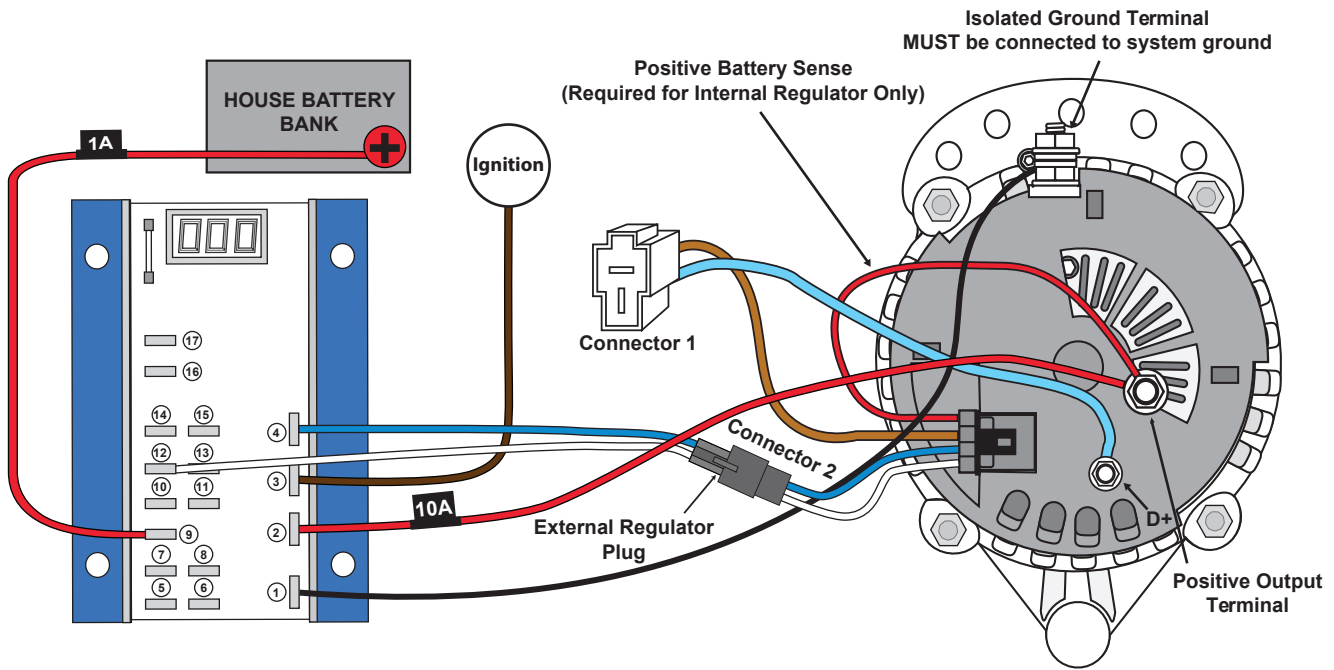 Isolated Ground Terminal
MUST be connected to system ground
Positive Battery Sense
(Required for Internal Regulator Only)
HOUSE BATTERY
BANK
1A
Ignition
000
Connector 1
17
16
14
15
4
12
13
3
10
11
9
2
7
8
5
6
1
10A
Connector 2
External Regulator
Plug
D+
Positive Output
Terminal